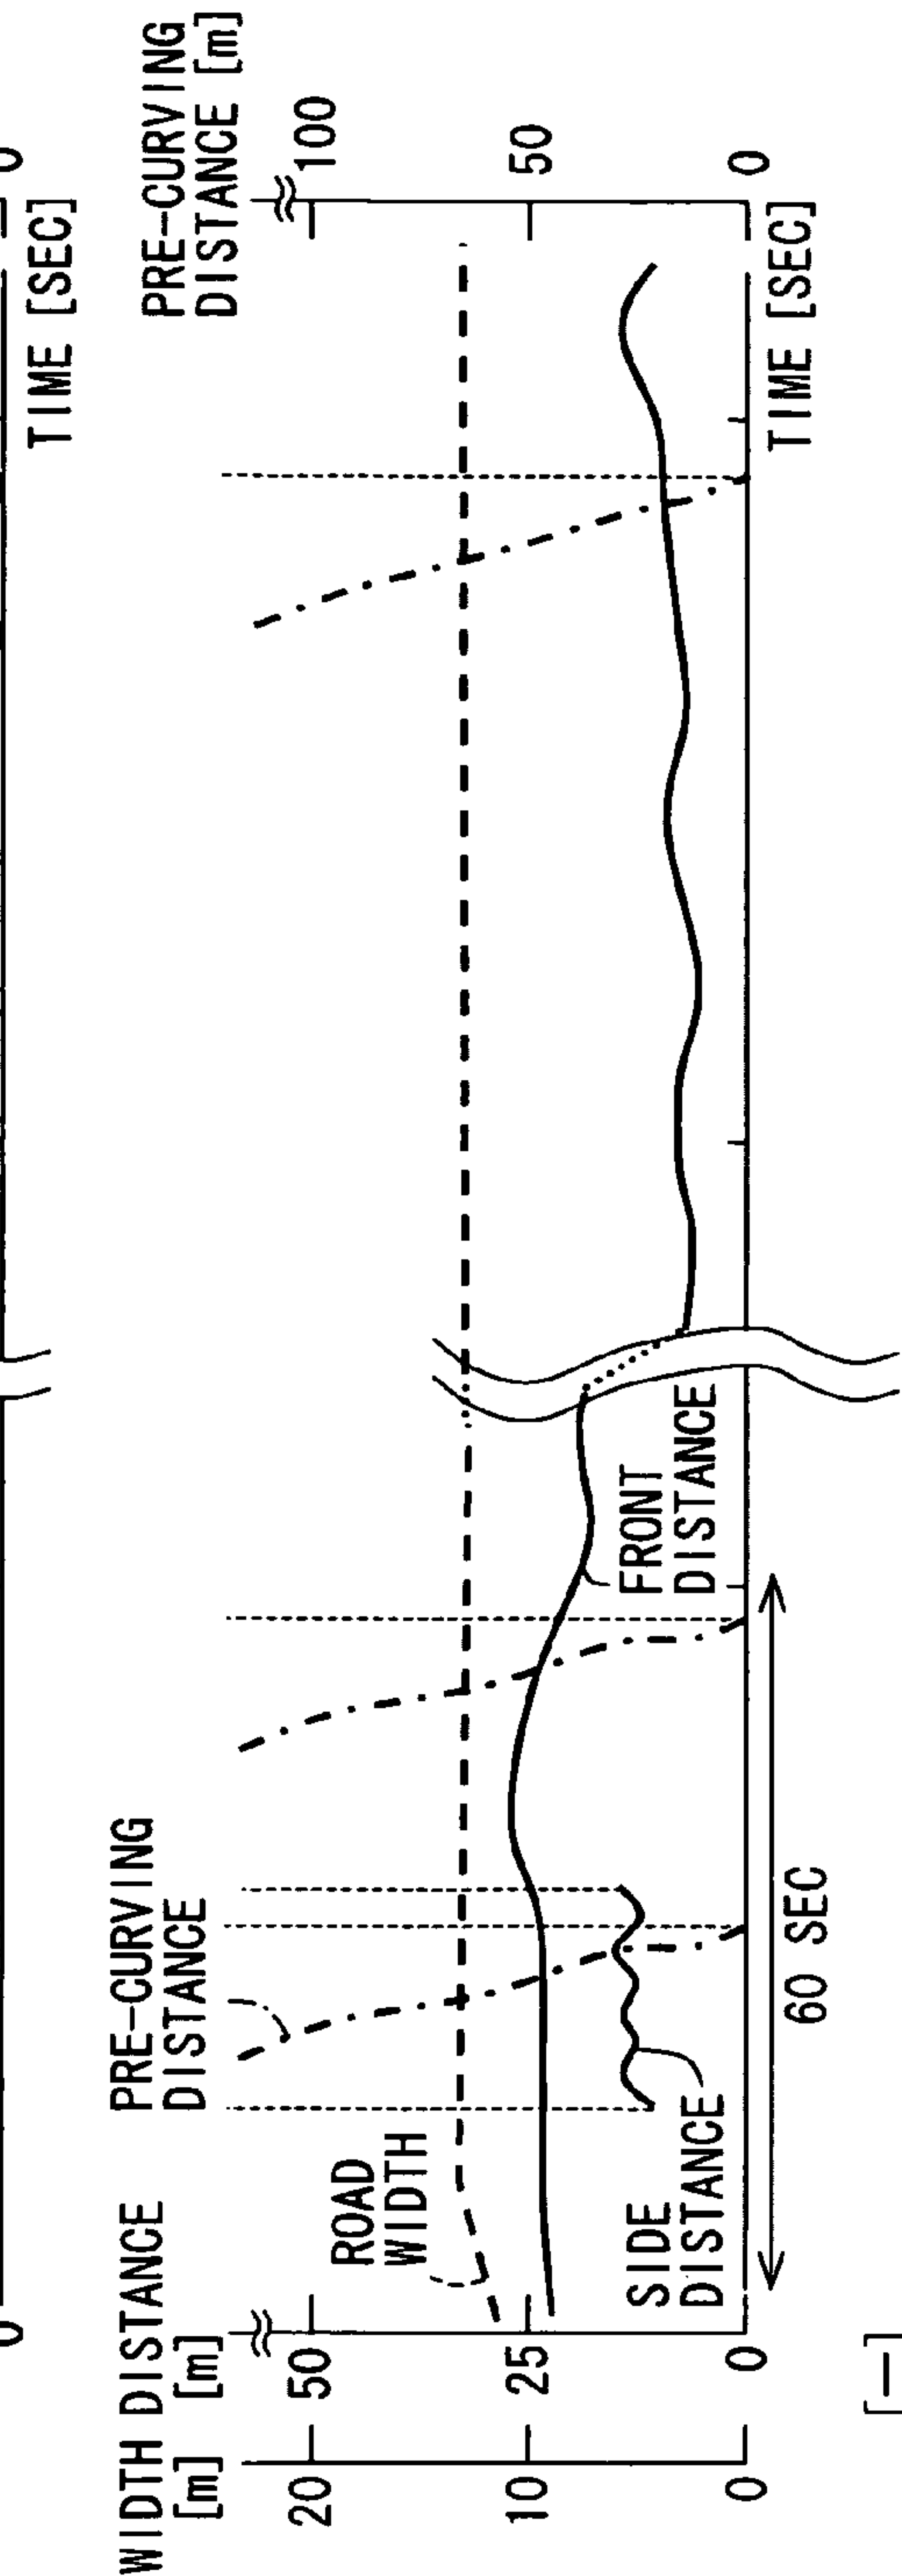 0
0
TIME [SEC]
WIDTH DISTANCE
[m] [m]
PRE-CURVING
DISTANCE [m]
PRE-CURVING
DISTANCE
ROAD
WIDTH
20
50
100
10
25
50
SIDE
DISTANCE
FRONT
DISTANCE
0
0
0
TIME [SEC]
60 SEC
[—]